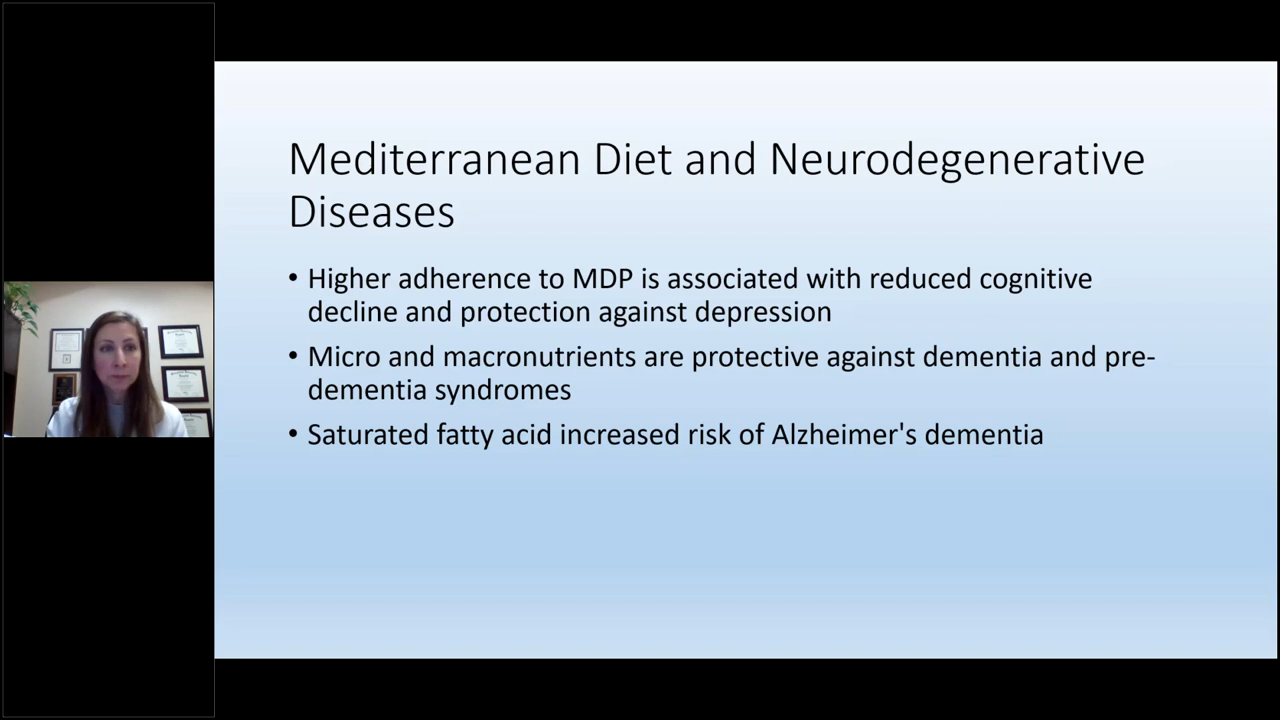 Mediterranean Diet and Neurodegenerative
Diseases
• Higher adherence to MDP is associated with reduced cognitive
decline and protection against depression
• Micro and macronutrients are protective against dementia and pre-
dementia syndromes
• Saturated fatty acid increased risk of Alzheimer's dementia